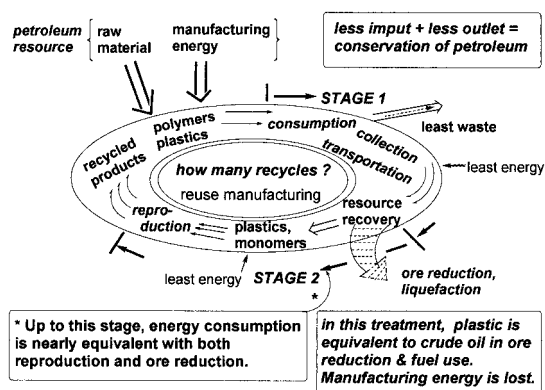 petroleum
resource
raw
material
manufacturing
energy
less imput + less outlet =
conservation of petroleum
STAGE 1
polymers
plastics
consumption
collection
transportation
least waste
recycled
products
least energy
how many recycles ?
reuse manufacturing
resource
recovery
repro-
duction
plastics,
monomers
least energy
STAGE 2
*
ore reduction,
liquefaction
* Up to this stage, energy consumption
is nearly equivalent with both
reproduction and ore reduction.
in this treatment, plastic is
equivalent to crude oil in ore
reduction & fuel use.
Manufacturing energy is lost.